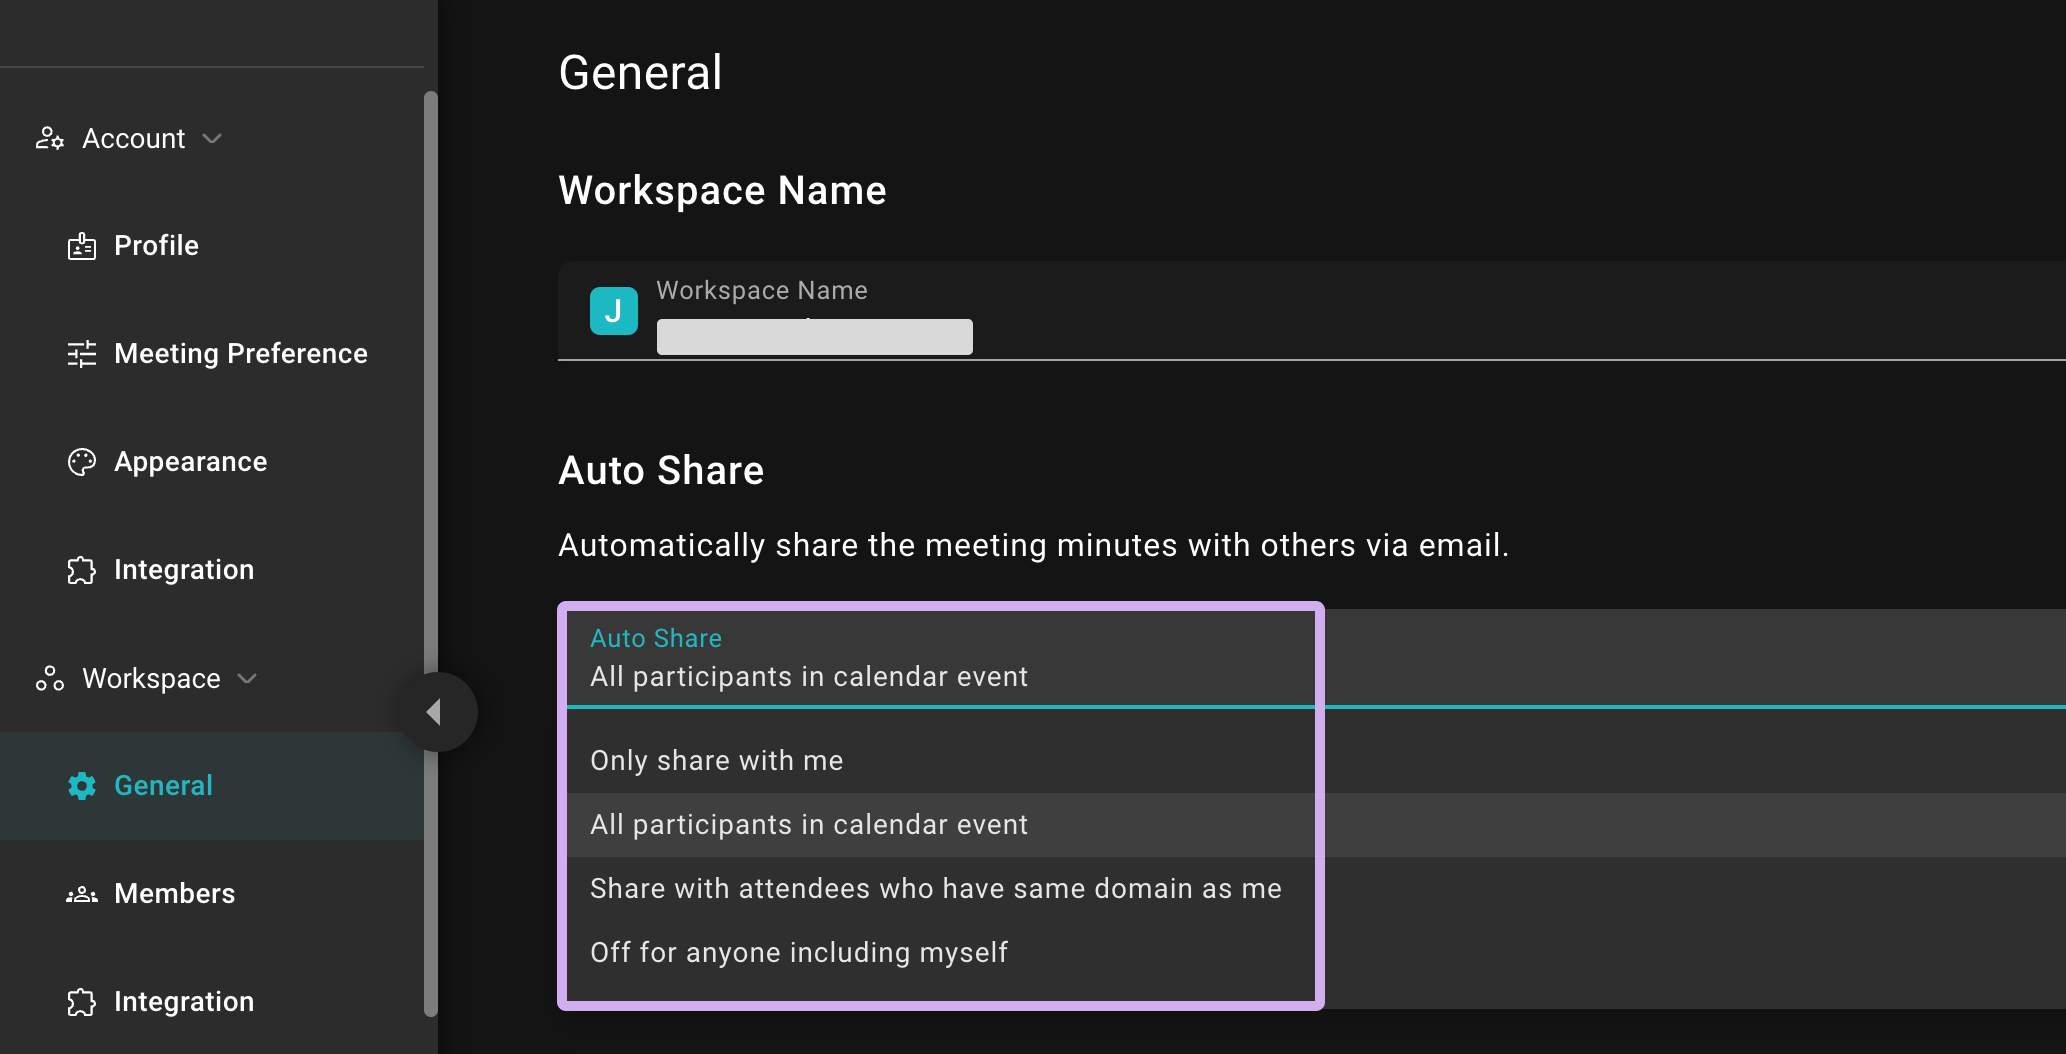 Account
Profile
Meeting Preference
Appearance
Integration
Workspace
General
Members
Integration
General
Workspace Name
J
Workspace Name
Auto Share
Automatically share the meeting minutes with others via email.
Auto Share
All participants in calendar event
Only share with me
All participants in calendar event
Share with attendees who have same domain as me
Off for anyone including myself